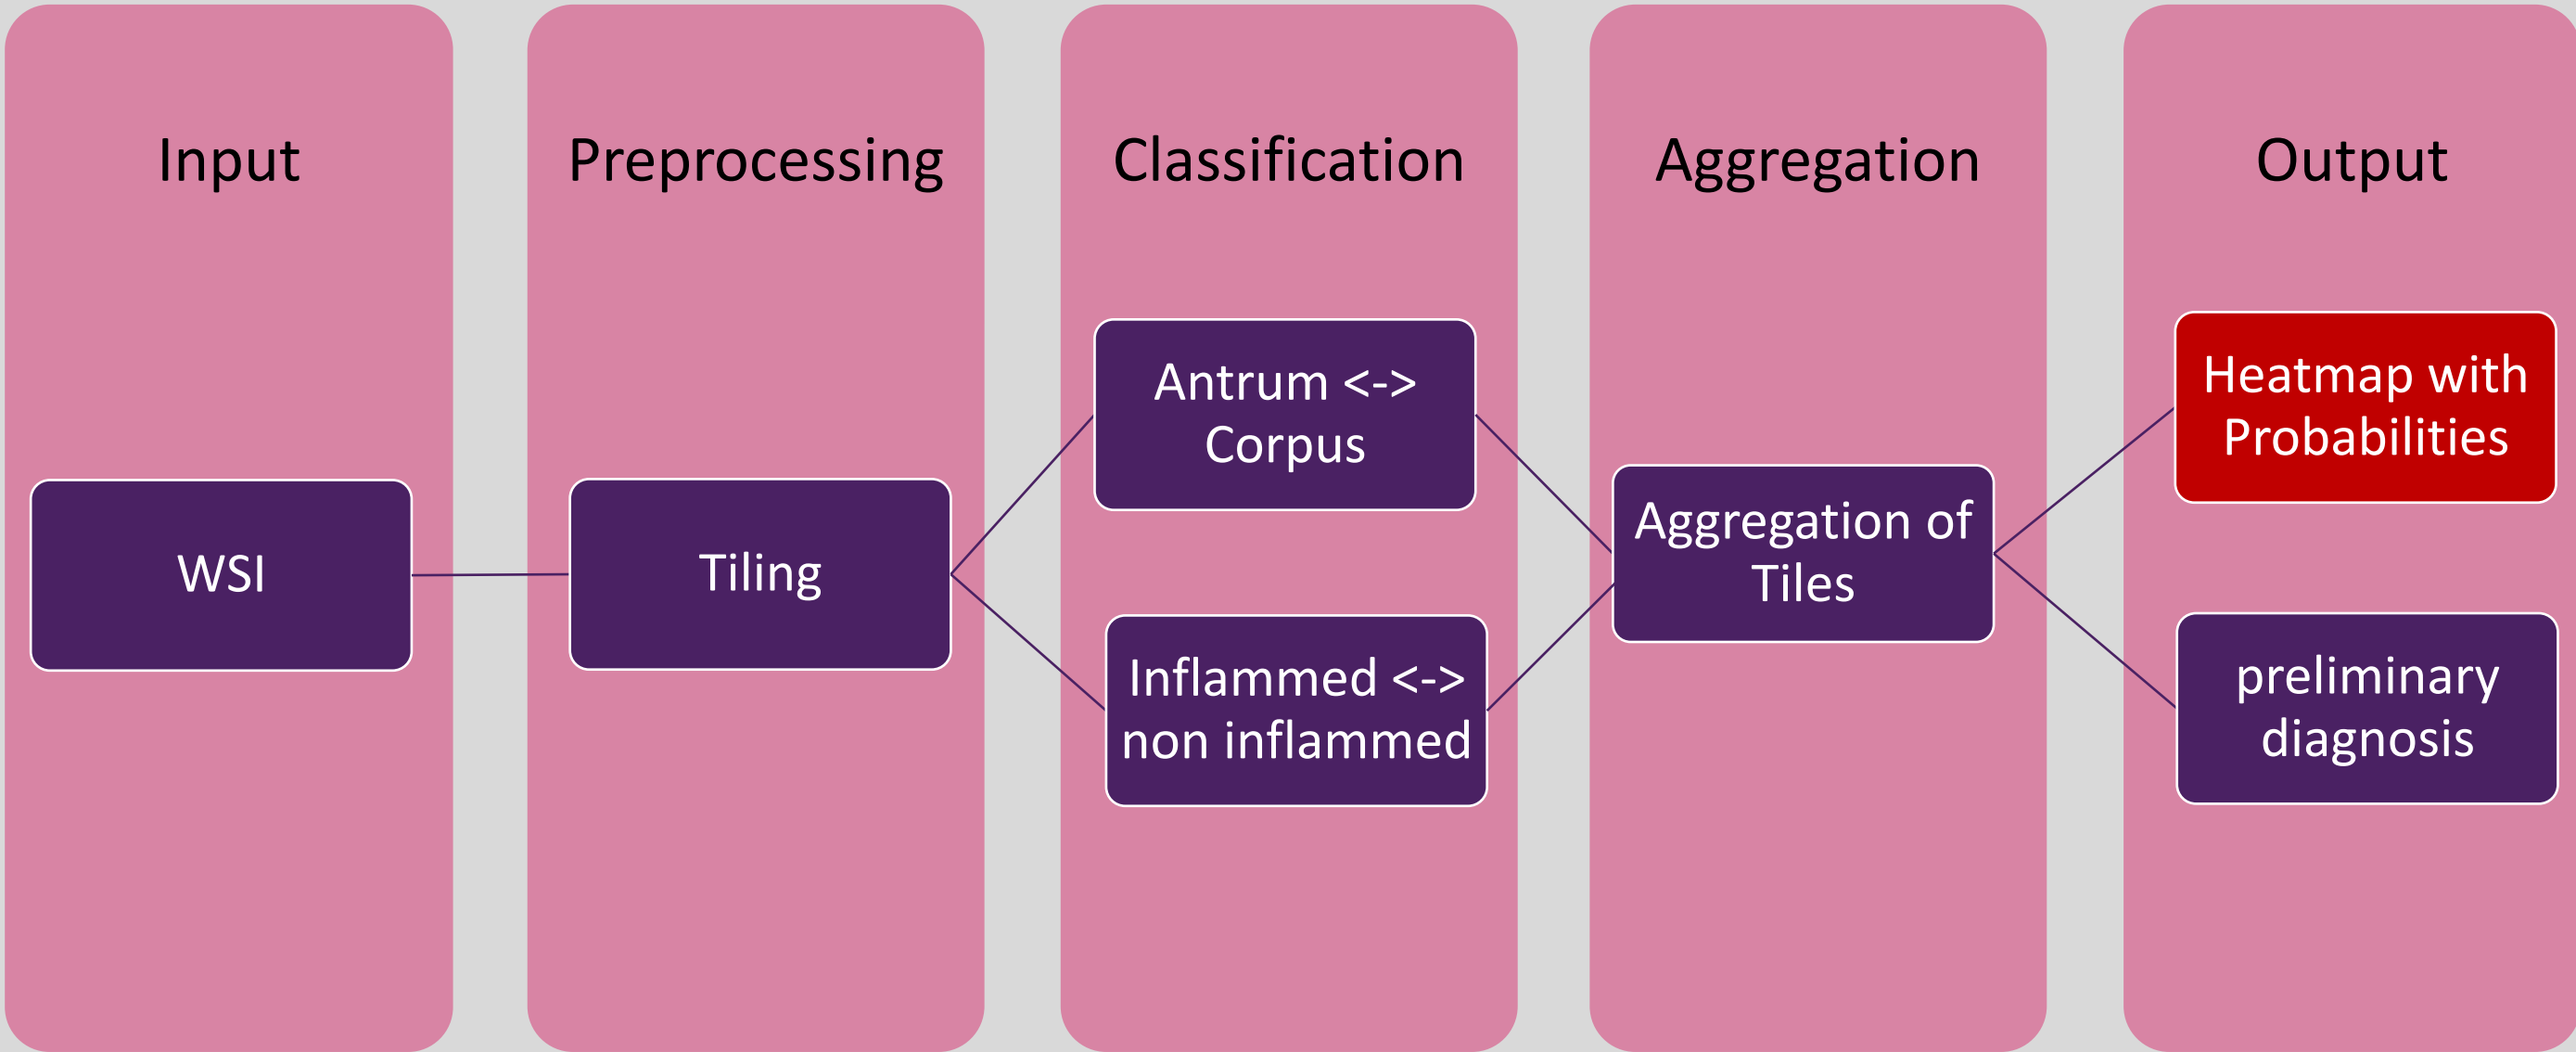 Input
Preprocessing
Classification
Aggregation
Output
WSI
Tiling
Antrum <->
Corpus
Inflammed <->
non inflammed
Aggregation of
Tiles
Heatmap with
Probabilities
preliminary
diagnosis